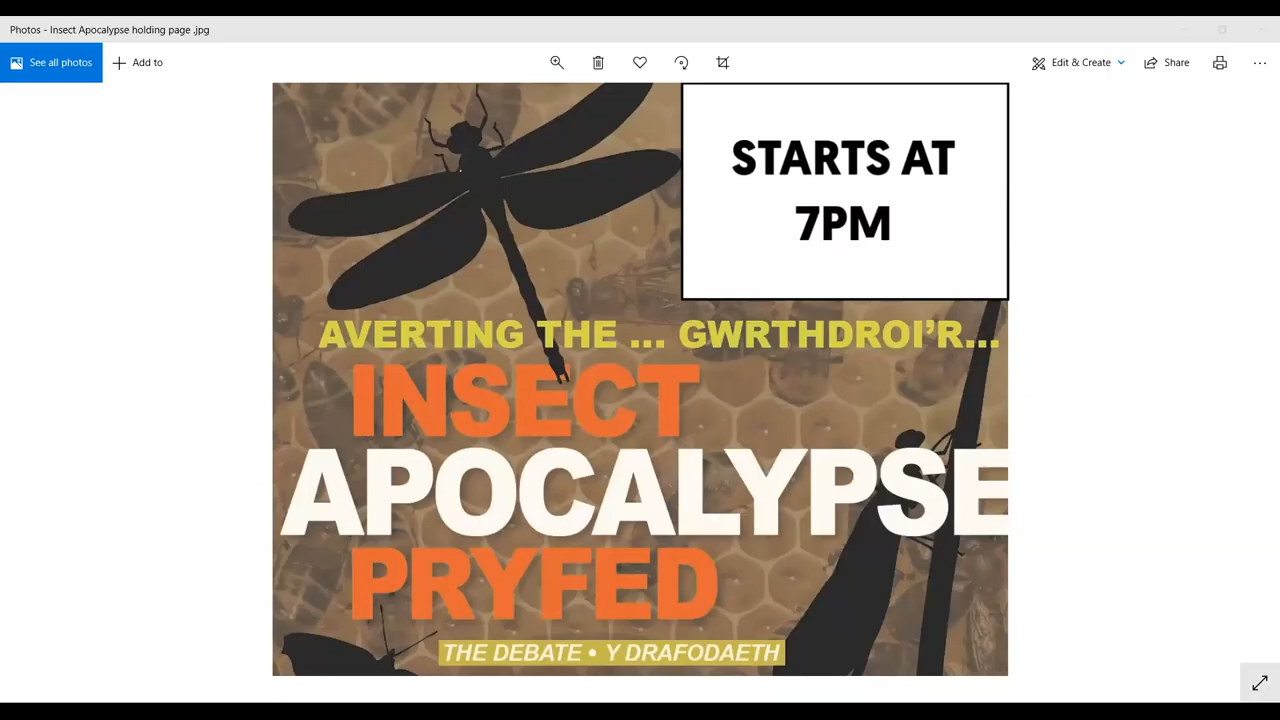 Photos - Insect Apocalypse holding page .jpg
See all photos
Add to
Edit & Create
Share
STARTS AT
7PM
AVERTING THE ... GWRTHDROI’R...
INSECT
APOCALYPSE
PRYFED
THE DEBATE • Y DRAFODAETH